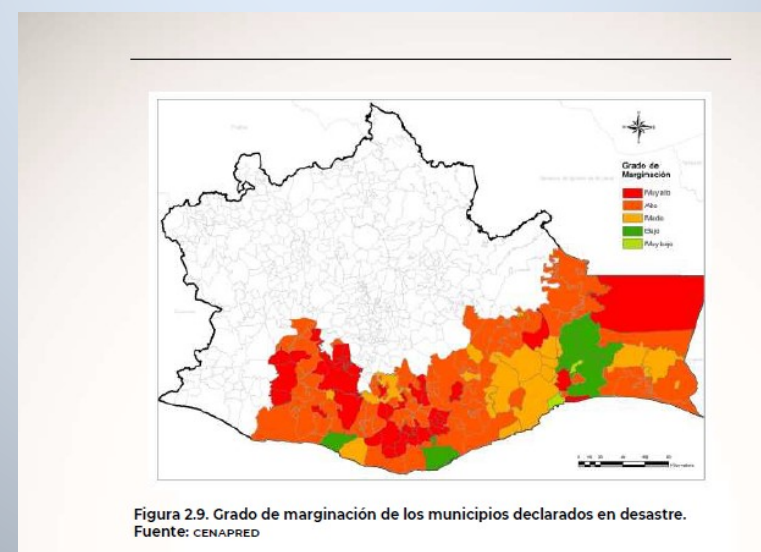 Grado de
Marginación
Muy alto
Alto
Medio
Bajo
Muy bajo
Figura 2.9. Grado de marginación de los municipios declarados en desastre.
Fuente: CENAPRED